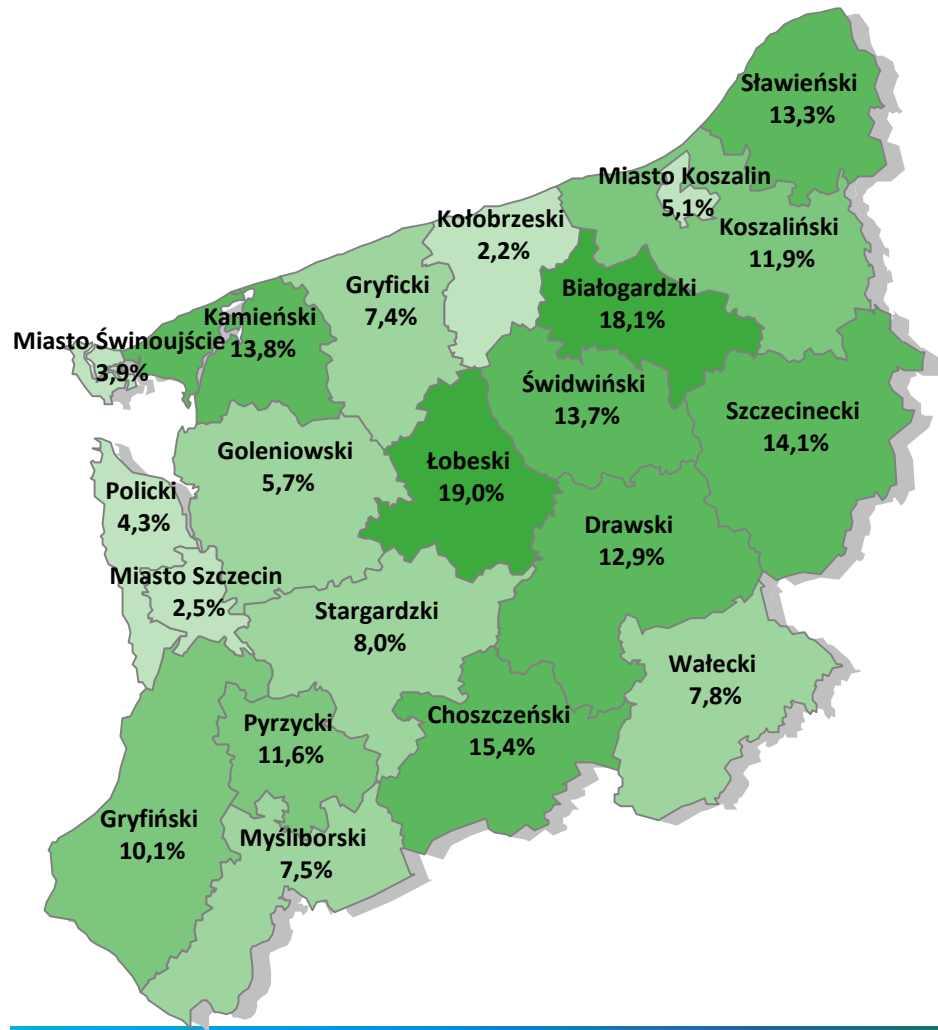 Sławieński
13,3%
Miasto Koszalin
5,1%
Koszaliński
11,9%
Kołobrzeski
2,2%
Białogardzki
18,1%
Gryficki
7,4%
Kamieński
13,8%
Miasto Świnoujście
3,9%
Świdwiński
13,7%
Szczecinecki
14,1%
Goleniowski
5,7%
Łobeski
19,0%
Policki
4,3%
Drawski
12,9%
Miasto Szczecin
2,5%
Stargardzki
8,0%
Wałecki
7,8%
Choszczeński
15,4%
Pyrzycki
11,6%
Gryfiński
10,1%
Myśliborski
7,5%